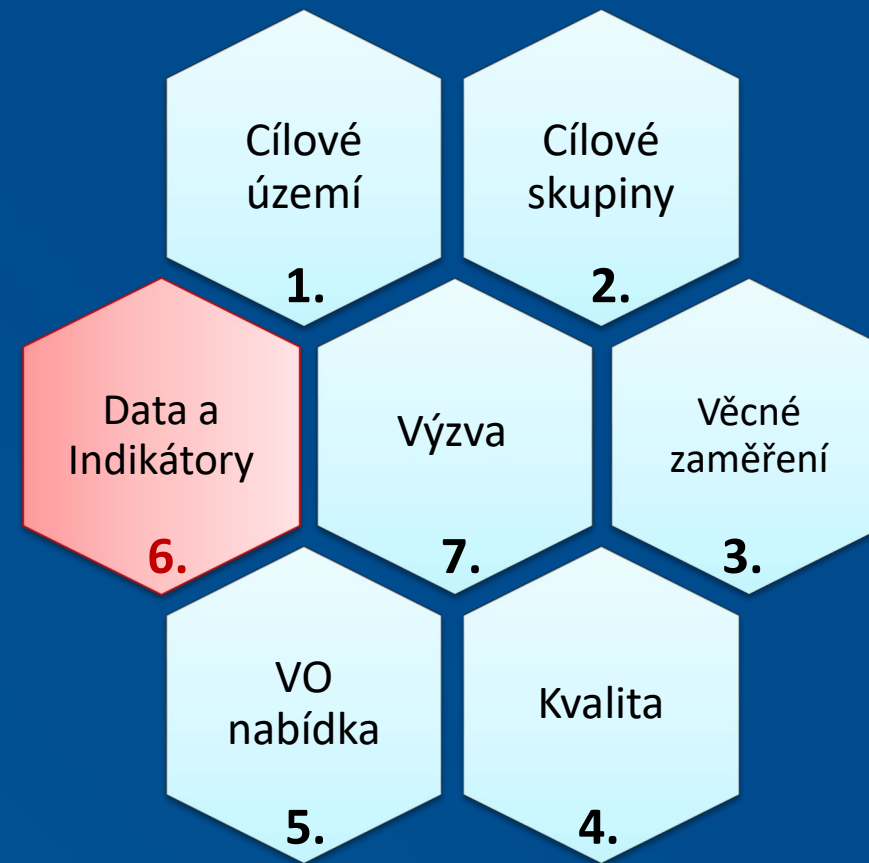 Cílové
území
1.
Cílové
skupiny
2.
Data a
Indikátory
6.
Výzva
7.
Věcné
zaměření
3.
VO
nabídka
5.
Kvalita
4.